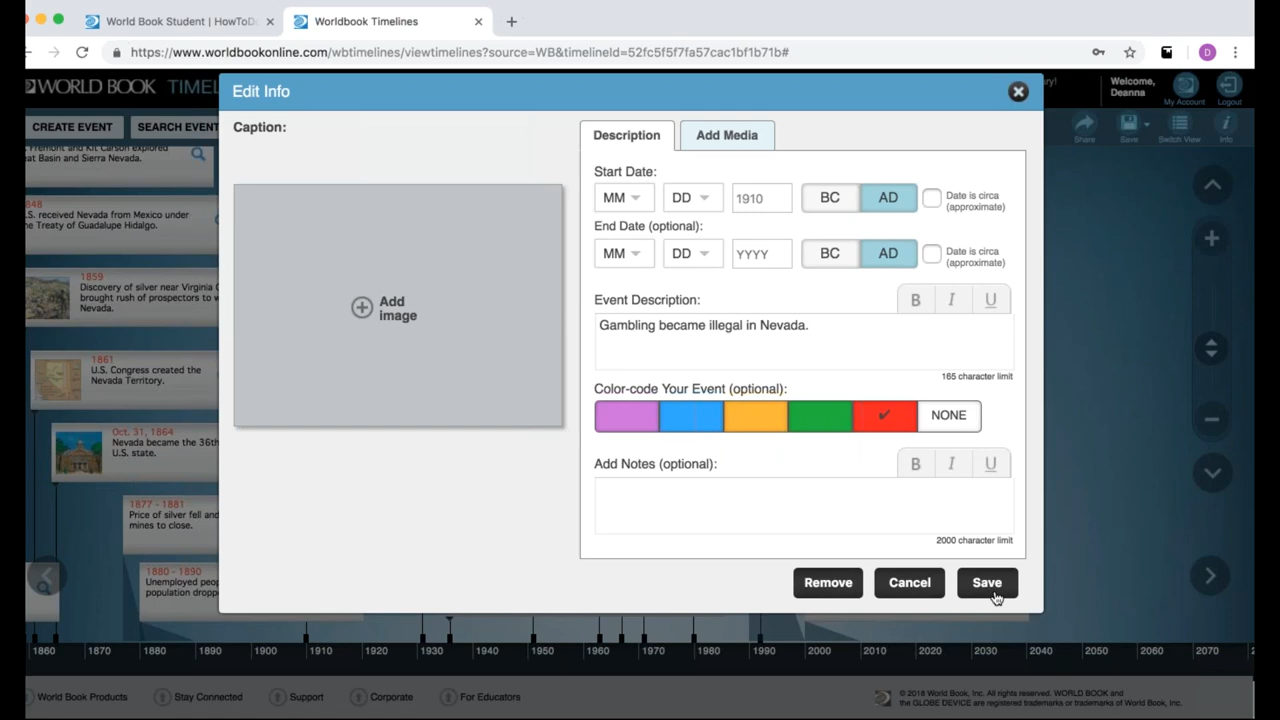 World Book Student | HowToDo
Worldbook Timelines
https://www.worldbookonline.com/wbtimelines/viewtimelines?source=WB&timelineId=52fc5f5f7fa57cac1bf1b71b#
D
WORLD BOOK TIMEL
Welcome,
Deanna
My Account
Logout
CREATE EVENT
SEARCH EVENT
Share
Save
Switch View
Info
Edit Info
Caption:
Add
image
Description
Add Media
Start Date:
MM
DD
1910
BC
AD
Date is circa
(approximate)
End Date (optional):
MM
DD
YYYY
BC
AD
Date is circa
(approximate)
Event Description:
B I U
Gambling became illegal in Nevada.
165 character limit
Color-code Your Event (optional):
NONE
Add Notes (optional):
B I U
2000 character limit
Remove
Cancel
Save
Fremont and Kit Carson explored
at Basin and Sierra Nevada.
848
.S. received Nevada from Mexico under
the Treaty of Guadalupe Hidalgo.
1859
Discovery of silver near Virginia C
brought rush of prospectors to w
Nevada.
1861
U.S. Congress created the
Nevada Territory.
Oct. 31, 1864
Nevada became the 36th
U.S. state.
1877 - 1881
Price of silver fell and
mines to close.
1880 - 1890
Unemployed peop
population droppe
1860 1870 1880 1890 1900 1910 1920 1930 1940 1950 1960 1970 1980 1990 2000 2010 2020 2030 2040 2050 2060 2070 2
World Book Products
Stay Connected
Support
Corporate
For Educators
© 2018 World Book, Inc. All rights reserved. WORLD BOOK and
the GLOBE DEVICE are registered trademarks or trademarks of World Book, Inc.